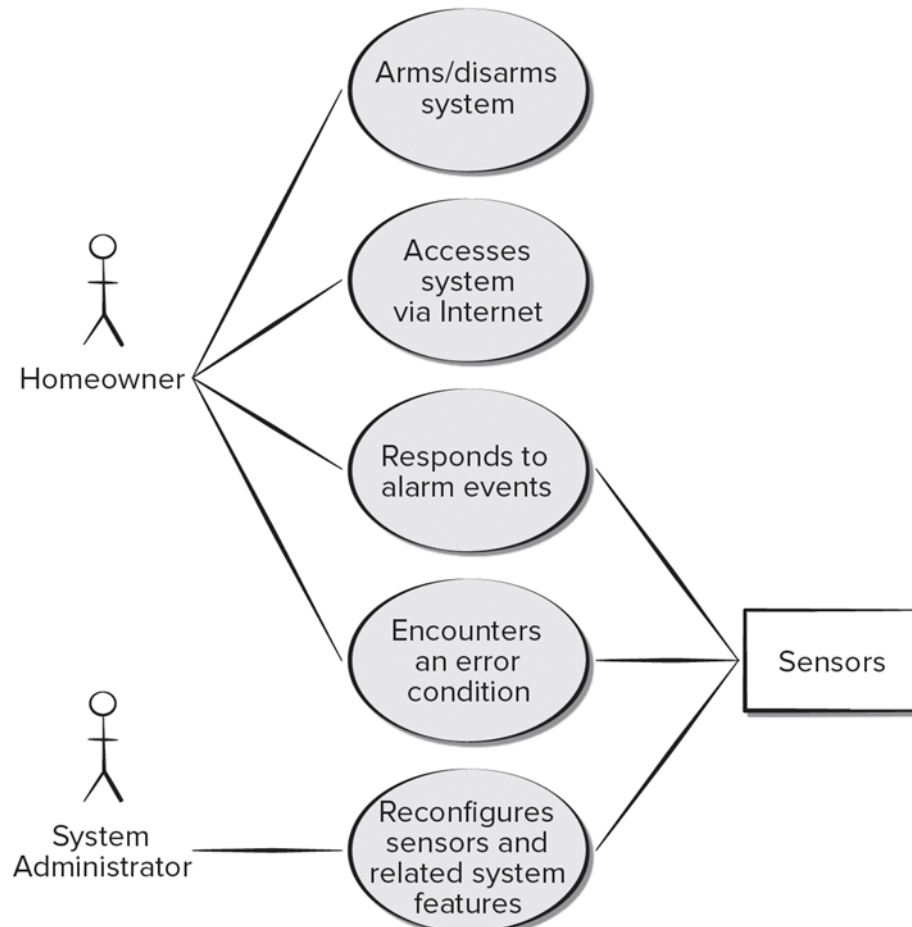 Arms/disarms
system
Accesses
system
via Internet
Homeowner
Responds to
alarm events
Encounters
an error
condition
Sensors
System
Administrator
Reconfigures
sensors and
related system
features